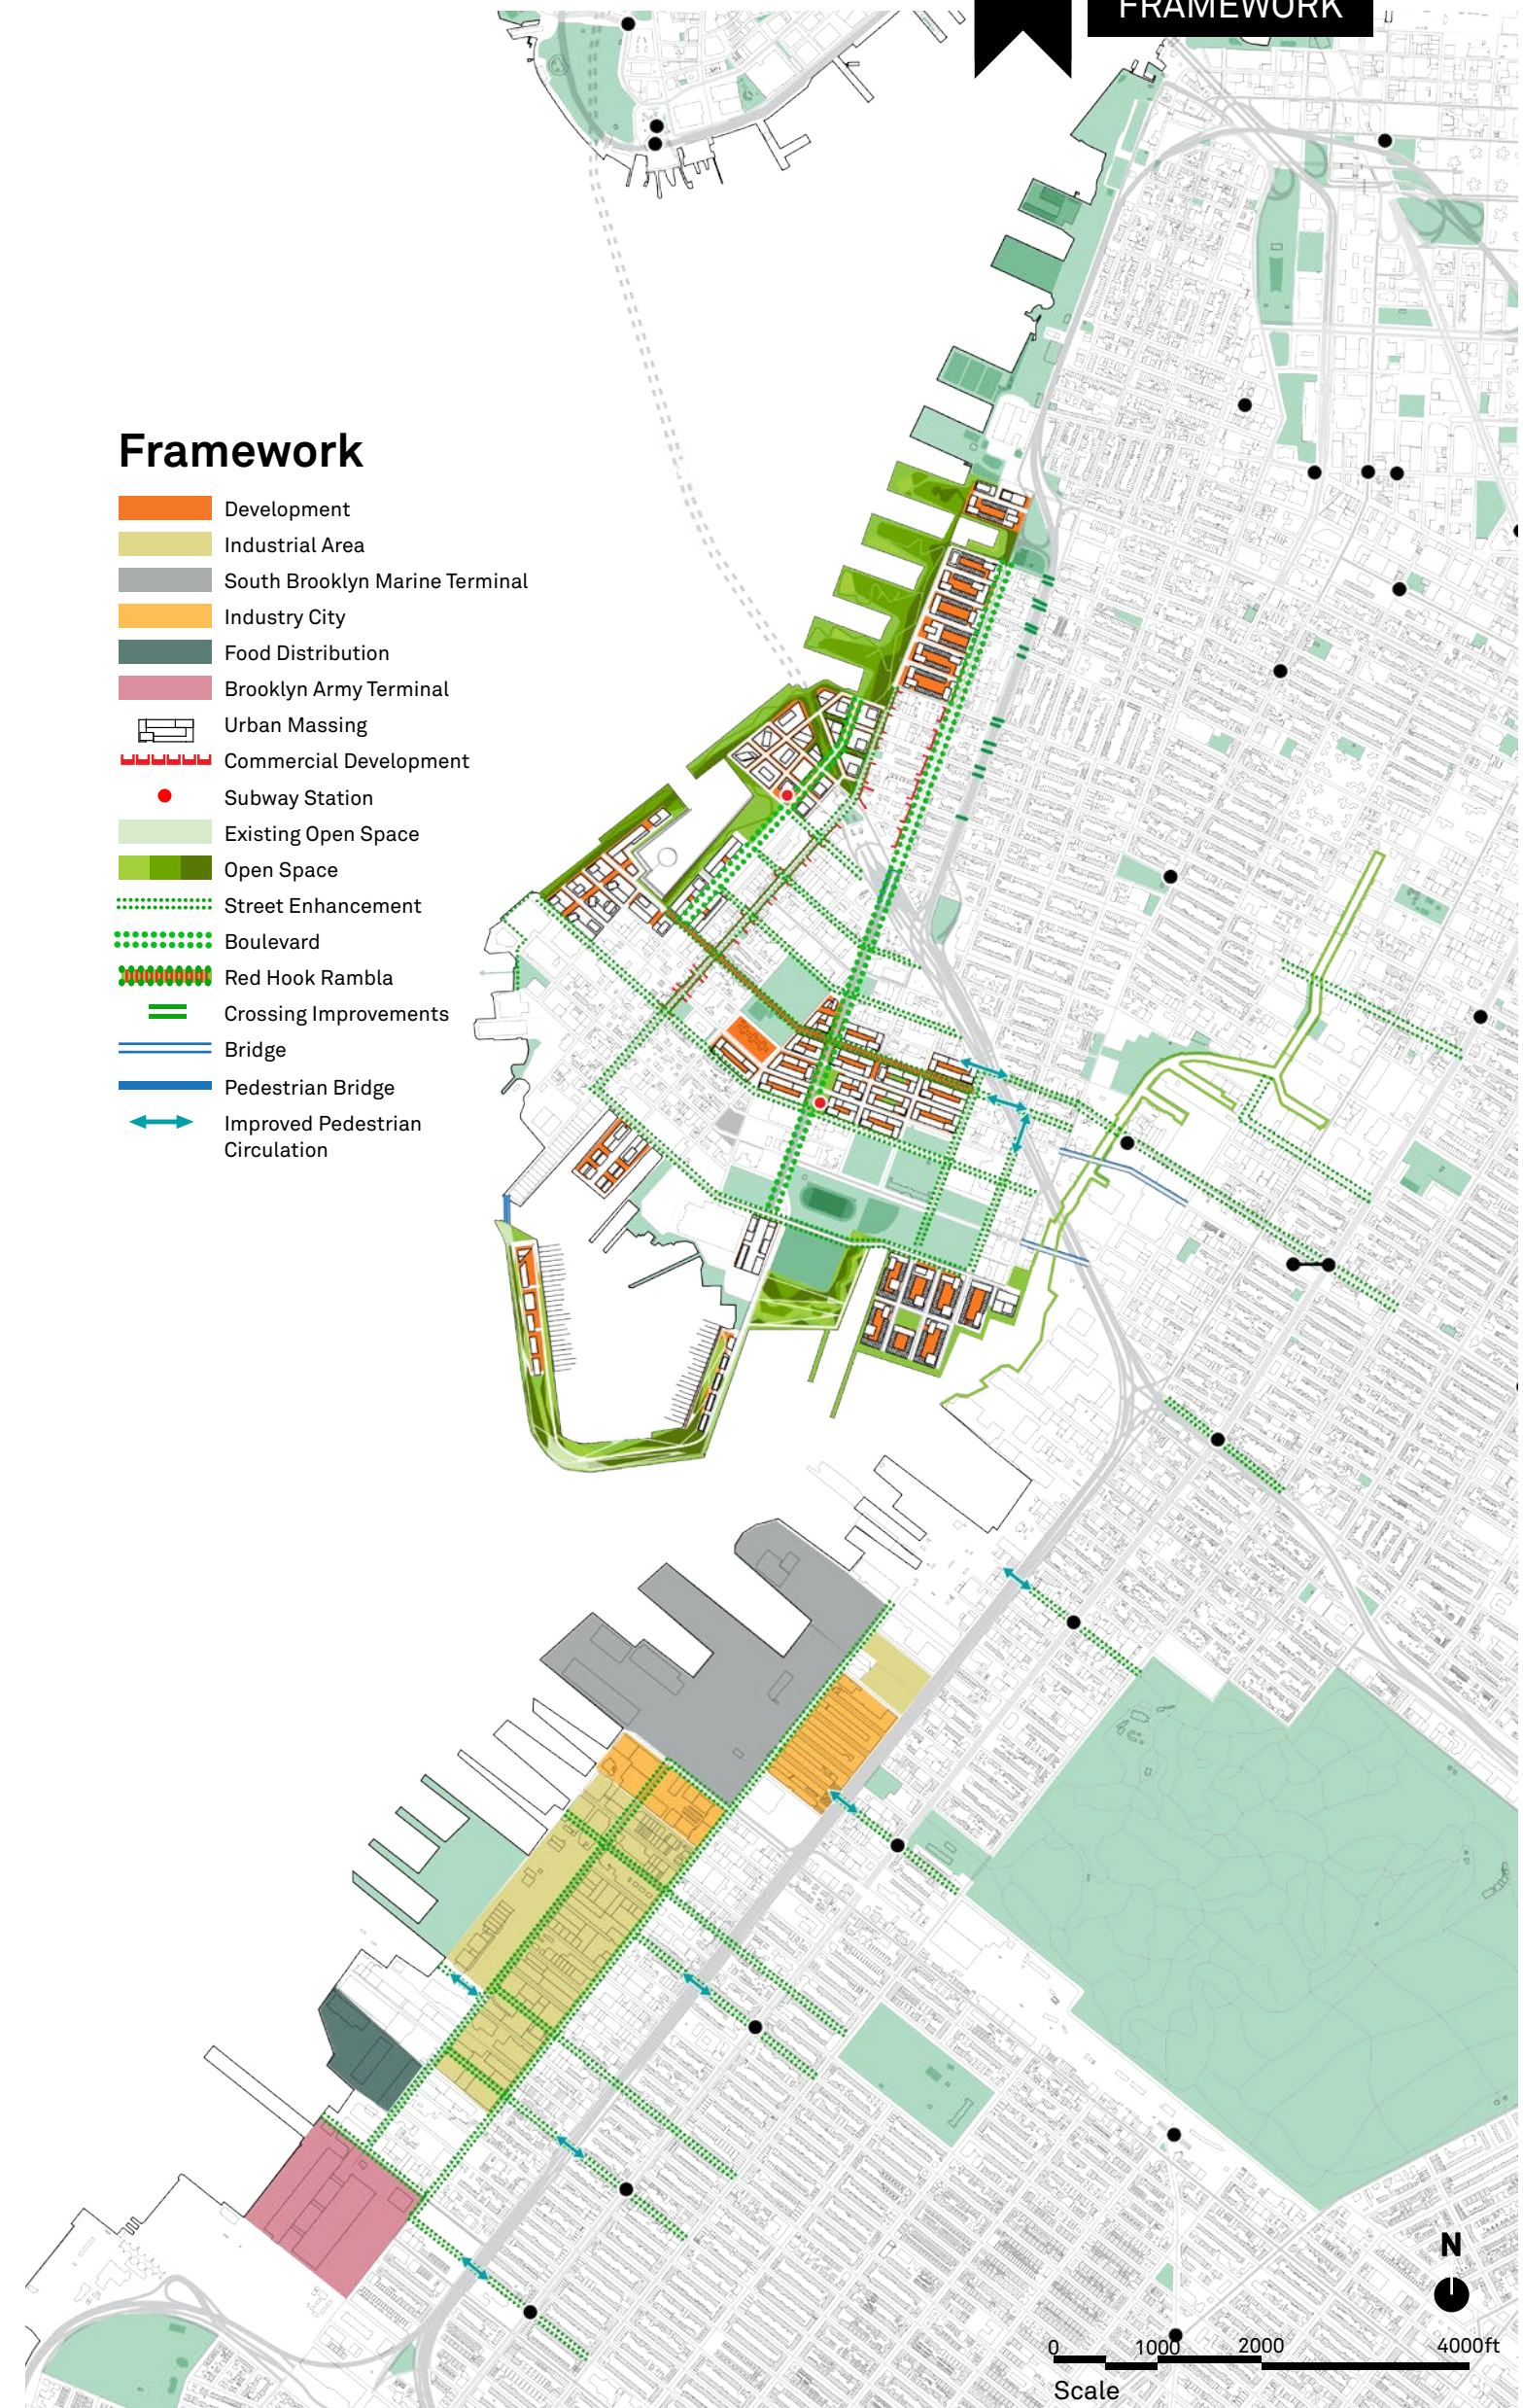 FRAMEWORK
Framework
Development
Industrial Area
South Brooklyn Marine Terminal
Industry City
Food Distribution
Brooklyn Army Terminal
Urban Massing
Commercial Development
Subway Station
Existing Open Space
Open Space
Street Enhancement
Boulevard
Red Hook Rambla
Crossing Improvements
Bridge
Pedestrian Bridge
Improved Pedestrian
Circulation
N
0 1000 2000 4000ft
Scale